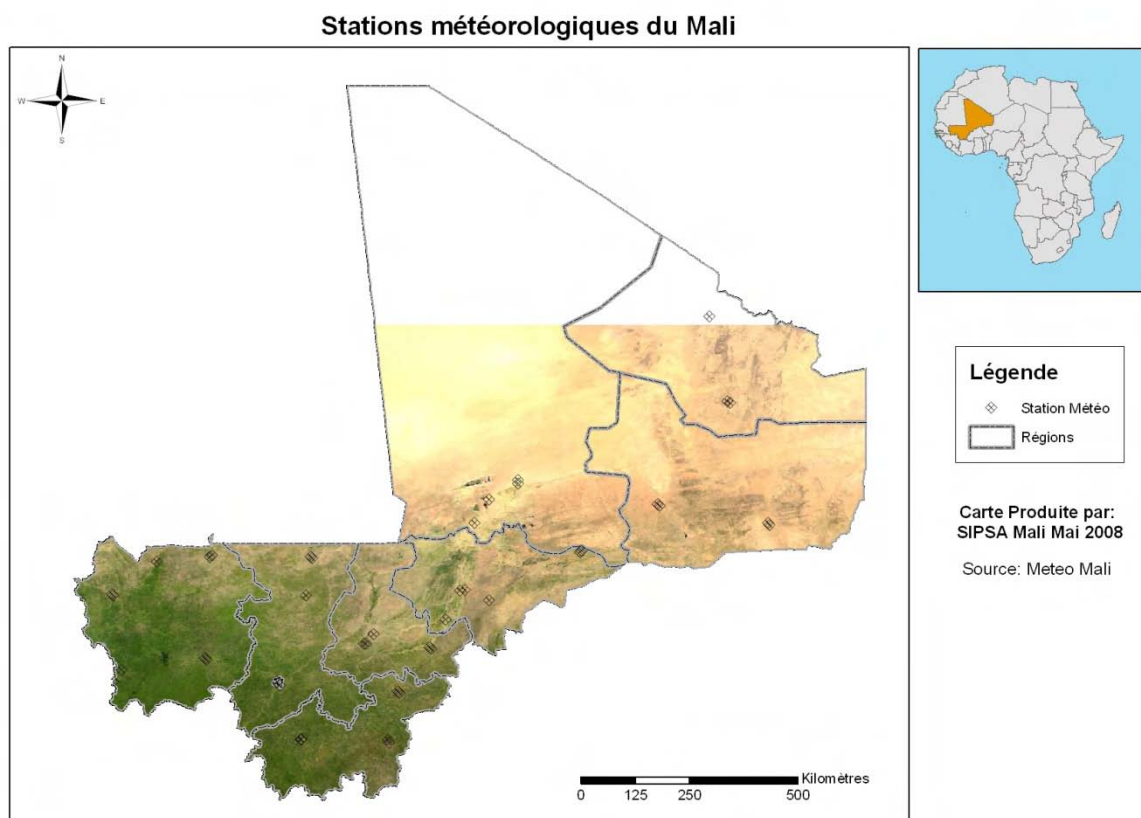 Stations météorologiques du Mali
N
W E
S
Légende
Station Météo
Régions
Carte Produite par:
SIPSA Mali Mai 2008
Source: Meteo Mali
Kilomètres
0 125 250 500